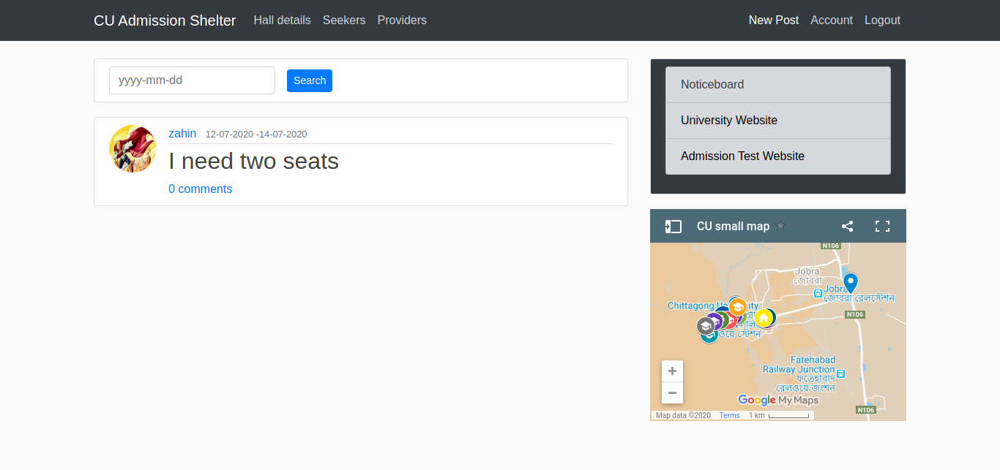 CU Admission Shelter Hall details Seekers Providers New Post Account Logout
yyyy-mm-dd Search
zahin 12-07-2020 -14-07-2020
I need two seats
0 comments
Noticeboard
University Website
Admission Test Website
CU small map
N106
Jobra
জোবরা
Jobra
জোবরা রেলস্টেশন
Chittagong University
N106
ওয়ে স্টেশন
Fatehabad
Railway Junction
ফতেহাবাদ
রেলওয়ে জংশন
Google My Maps
N106
Map data ©2020 Terms 1 km